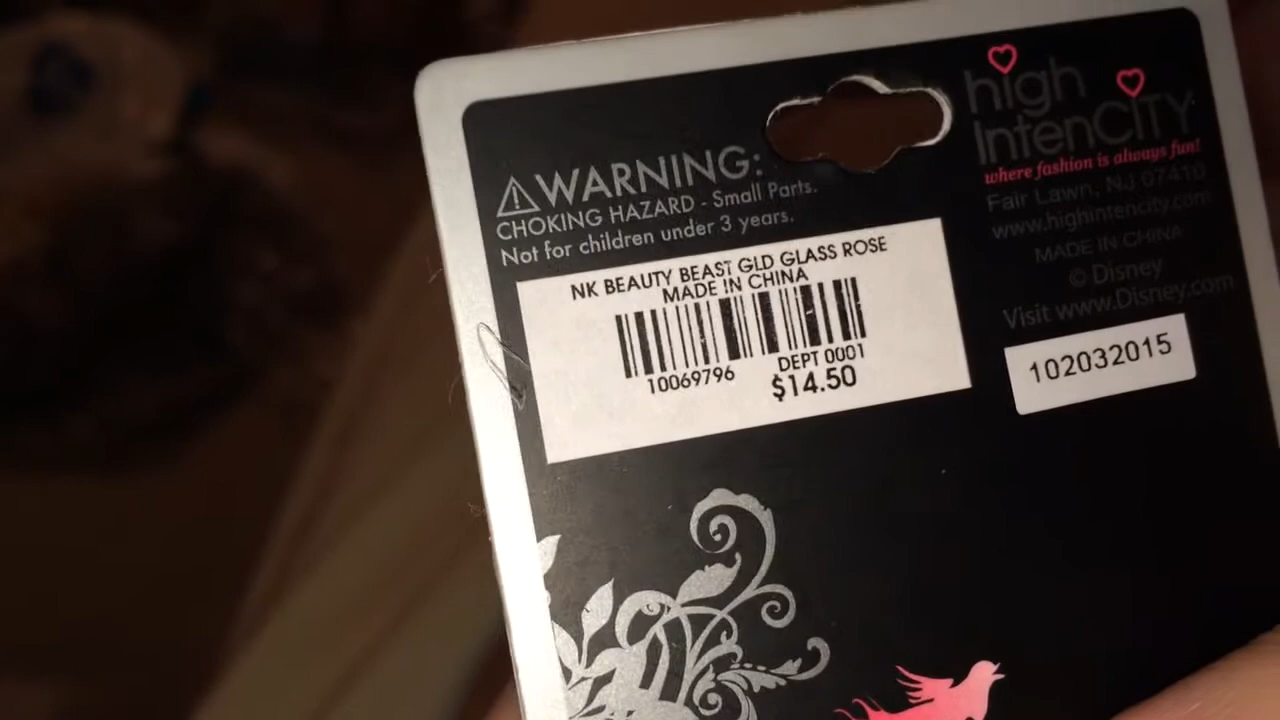 ⚠WARNING:
CHOKING HAZARD - Small Parts.
Not for children under 3 years.
NK BEAUTY BEAST GLD GLASS ROSE
MADE IN CHINA
10069796
DEPT 0001
$14.50
high
IntenCITY
where fashion is always fun!
Fair Lawn, NJ 07410
www.highintencity.com
MADE IN CHINA
© Disney
Visit www.Disney.com
102032015